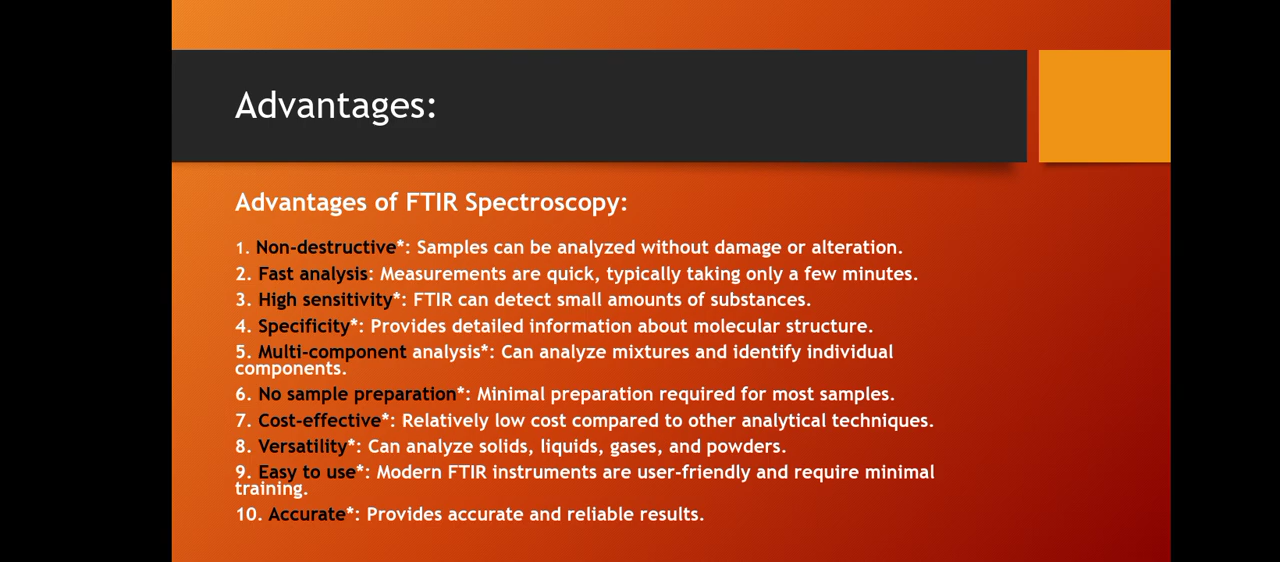 Advantages:
Advantages of FTIR Spectroscopy:
1. Non-destructive*: Samples can be analyzed without damage or alteration.
2. Fast analysis: Measurements are quick, typically taking only a few minutes.
3. High sensitivity*: FTIR can detect small amounts of substances.
4. Specificity*: Provides detailed information about molecular structure.
5. Multi-component analysis*: Can analyze mixtures and identify individual
components.
6. No sample preparation*: Minimal preparation required for most samples.
7. Cost-effective*: Relatively low cost compared to other analytical techniques.
8. Versatility*: Can analyze solids, liquids, gases, and powders.
9. Easy to use*: Modern FTIR instruments are user-friendly and require minimal
training.
10. Accurate*: Provides accurate and reliable results.